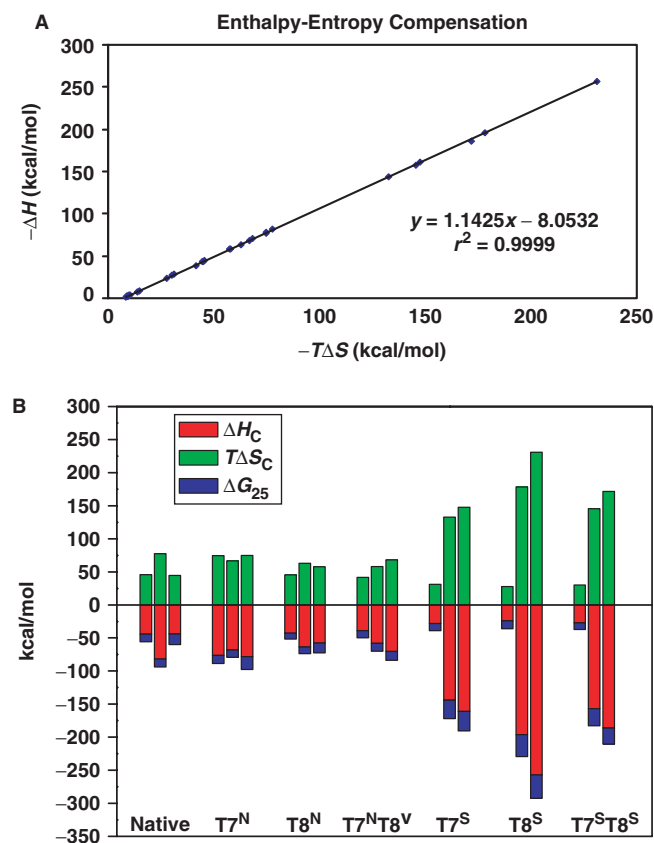 A
Enthalpy-Entropy Compensation
300
250
200
150
100
50
0
−ΔH (kcal/mol)
y = 1.1425x − 8.0532
r² = 0.9999
0 50 100 150 200 250
−TΔS (kcal/mol)
B
300
250
200
150
100
50
0
−50
−100
−150
−200
−250
−300
−350
kcal/mol
ΔH_C
TΔS_C
ΔG_25
Native T7^N T8^N T7^N T8^V T7^S T8^S T7^S T8^S